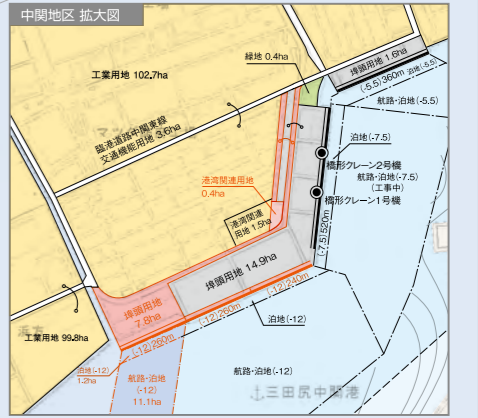 中関地区 拡大図
緑地 0.4ha
埠頭用地 1.6ha
(-5.5)360m 泊地(-5.5)
工業用地 102.7ha
航路・泊地(-5.5)
臨港道路中関東線
交通機能用地 3.6ha
泊地(-7.5)
橋形クレーン2号機
航路・泊地(-7.5)
(工事中)
橋形クレーン1号機
港湾関連用地
0.4ha
港湾関連
用地 1.5ha
(-7.5)520m
埠頭用地 14.9ha
(-12)240m
(-12)260m
埠頭用地
7.8ha
(-12)260m
泊地(-12)
工業用地 99.8ha
浜方
泊地(-12)
1.2ha
航路・泊地
(-12)
11.1ha
航路・泊地(-12)
三田尻中関港